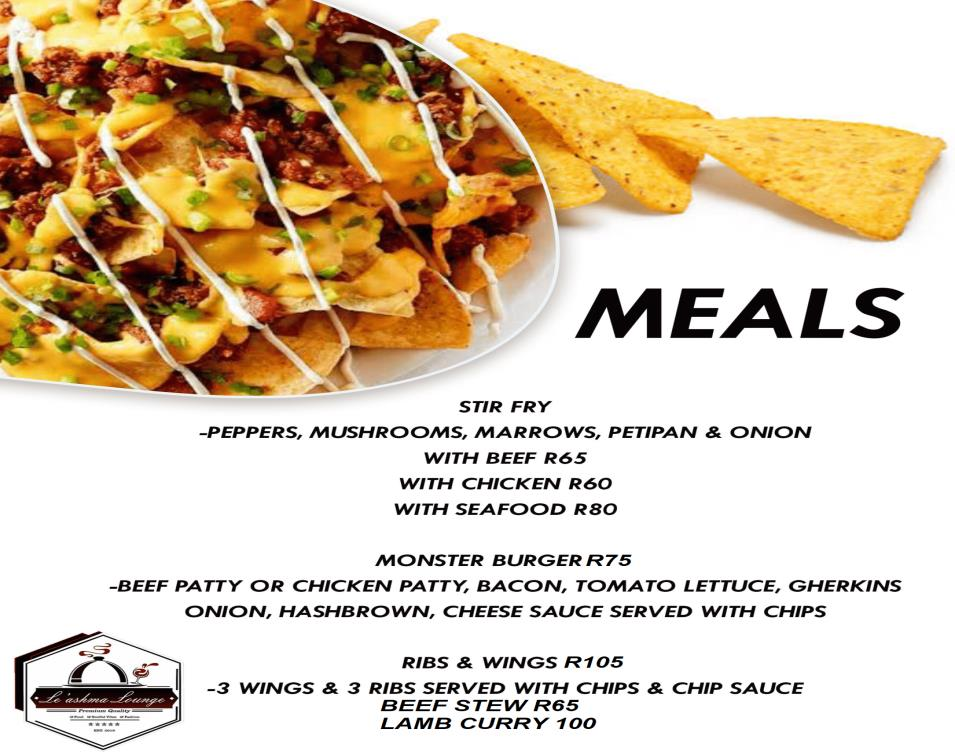 MEALS
STIR FRY
-PEPPERS, MUSHROOMS, MARROWS, PETIPAN & ONION
WITH BEEF R65
WITH CHICKEN R60
WITH SEAFOOD R80
MONSTER BURGER R75
-BEEF PATTY OR CHICKEN PATTY, BACON, TOMATO LETTUCE, GHERKINS
ONION, HASHBROWN, CHEESE SAUCE SERVED WITH CHIPS
RIBS & WINGS R105
-3 WINGS & 3 RIBS SERVED WITH CHIPS & CHIP SAUCE
BEEF STEW R65
LAMB CURRY 100
Le'ashma Lounge
Premium Quality